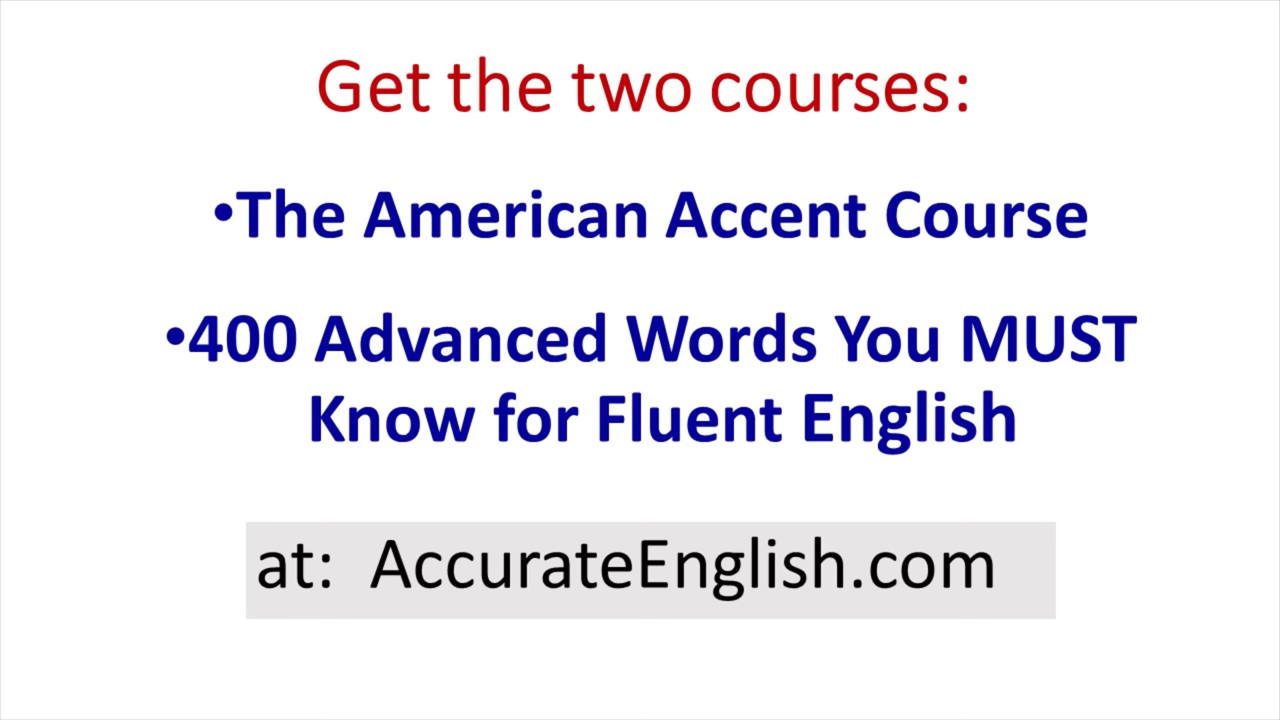 Get the two courses:
•The American Accent Course
•400 Advanced Words You MUST
Know for Fluent English
at: AccurateEnglish.com